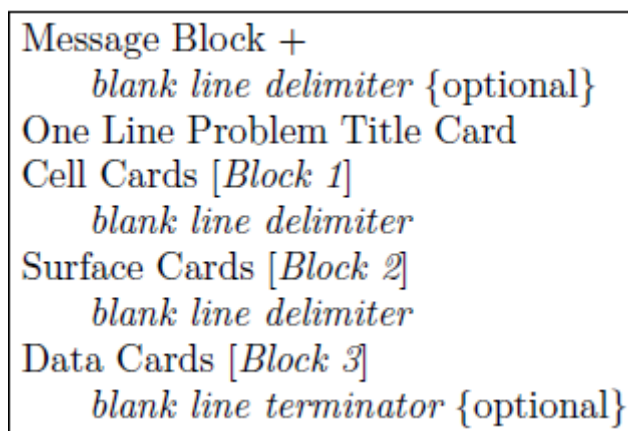 Message Block +
blank line delimiter {optional}
One Line Problem Title Card
Cell Cards [Block 1]
blank line delimiter
Surface Cards [Block 2]
blank line delimiter
Data Cards [Block 3]
blank line terminator {optional}